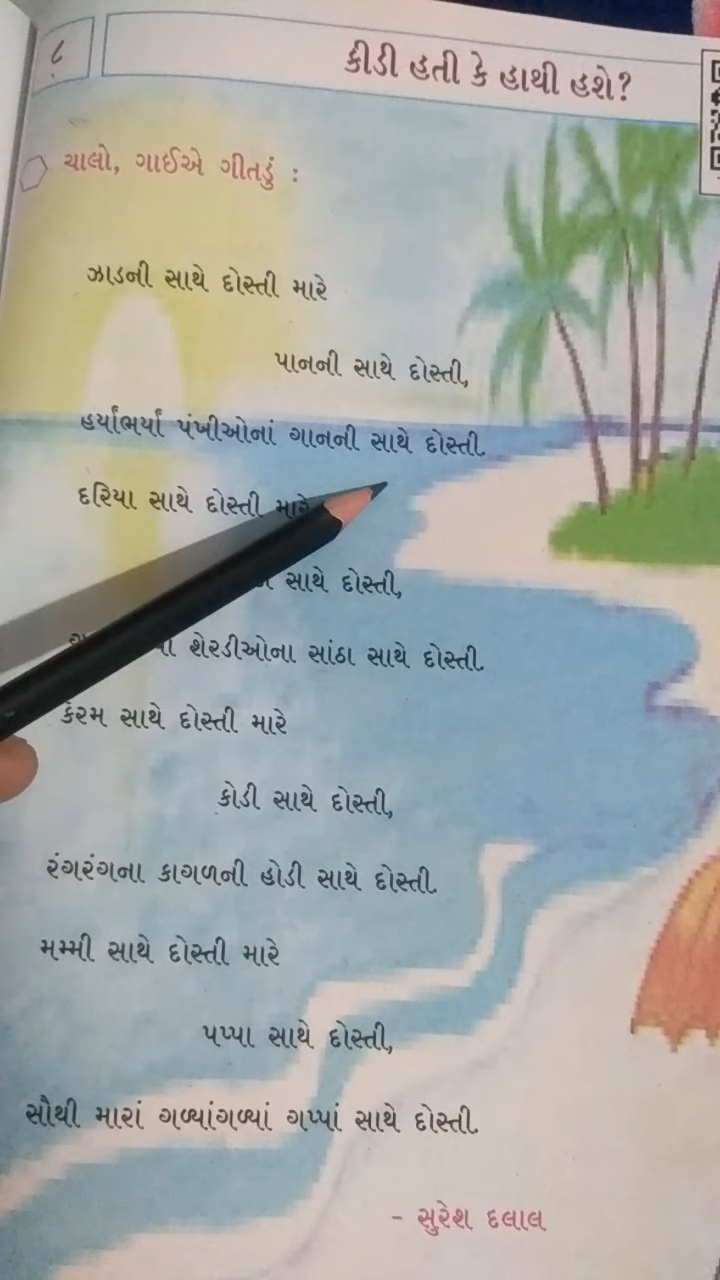 ૮
કીડી હતી કે હાથી હશે?
ચાલો, ગાઈએ ગીતડું :
ઝાડની સાથે દોસ્તી મારે
પાનની સાથે દોસ્તી,
હર્યાંભર્યાં પંખીઓનાં ગાનની સાથે દોસ્તી.
દરિયા સાથે દોસ્તી મારે
સાથે દોસ્તી,
શેરડીઓના સાંઠા સાથે દોસ્તી.
કેરમ સાથે દોસ્તી મારે
કોડી સાથે દોસ્તી,
રંગરંગના કાગળની હોડી સાથે દોસ્તી.
મમ્મી સાથે દોસ્તી મારે
પપ્પા સાથે દોસ્તી,
સૌથી મારાં ગળ્યાંગળ્યાં ગપ્પાં સાથે દોસ્તી.
- સુરેશ દલાલ